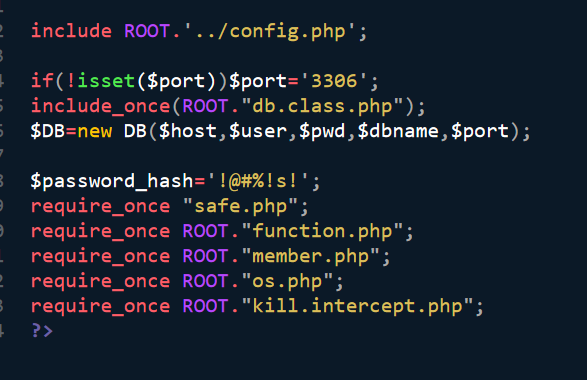 include ROOT.'../config.php';
if(!isset($port))$port='3306';
include_once(ROOT."db.class.php");
$DB=new DB($host,$user,$pwd,$dbname,$port);
$password_hash='!@#%!s!';
require_once "safe.php";
require_once ROOT."function.php";
require_once ROOT."member.php";
require_once ROOT."os.php";
require_once ROOT."kill.intercept.php";
?>